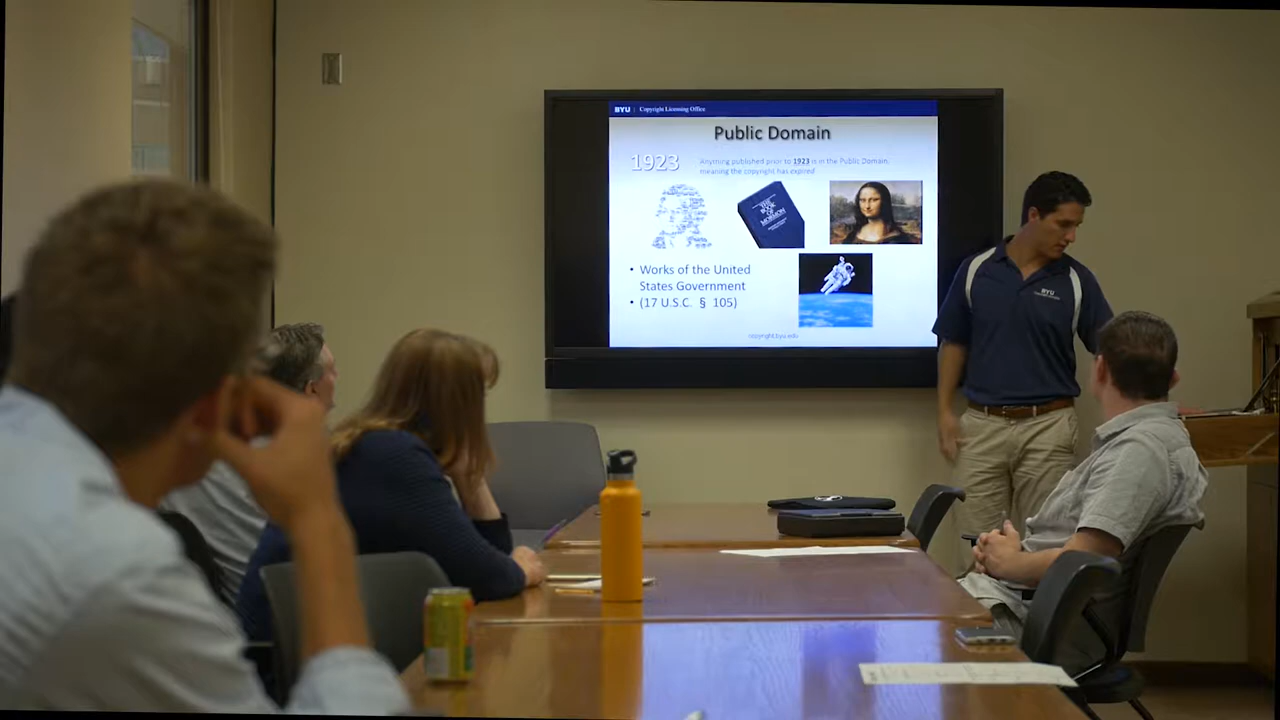 BYU | Copyright Licensing Office
Public Domain
1923
Anything published prior to 1923 is in the Public Domain,
meaning the copyright has expired
THE
BOOK
OF
MORMON
• Works of the United
States Government
• (17 U.S.C. § 105)
copyright.byu.edu
BYU